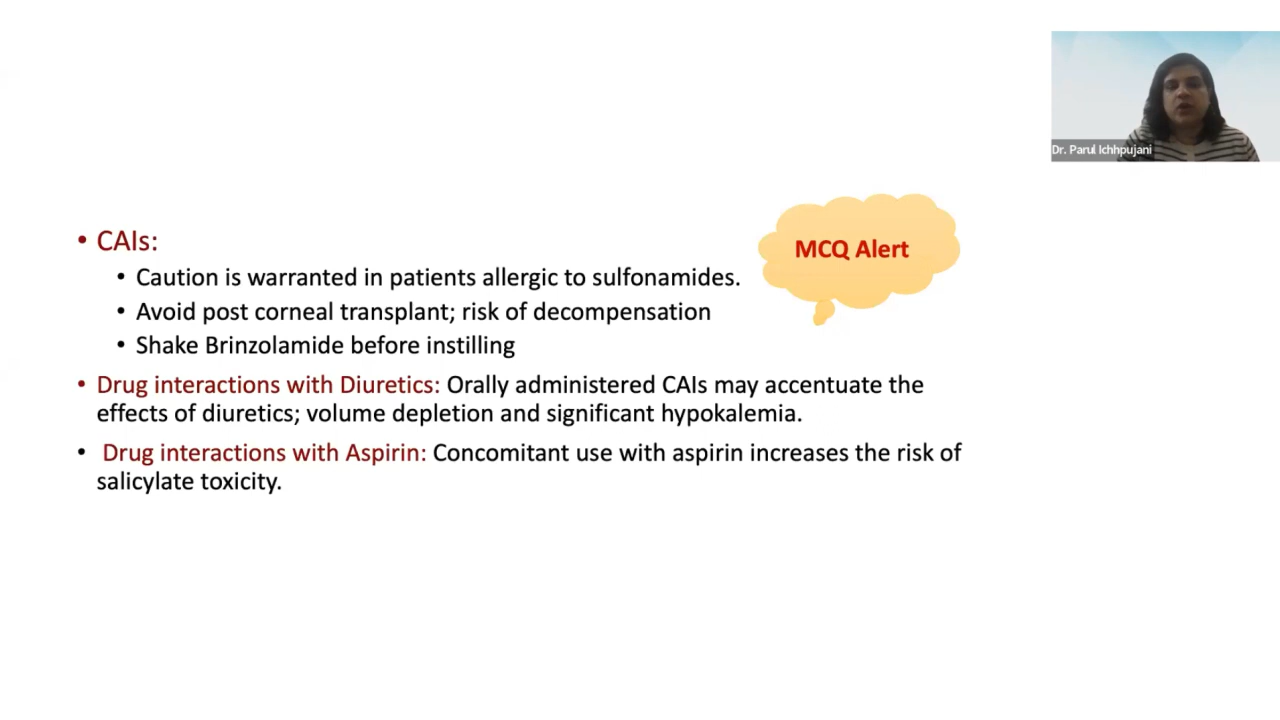 Dr. Parul Ichhpujani
• CAIs:
MCQ Alert
• Caution is warranted in patients allergic to sulfonamides.
• Avoid post corneal transplant; risk of decompensation
• Shake Brinzolamide before instilling
• Drug interactions with Diuretics: Orally administered CAIs may accentuate the
effects of diuretics; volume depletion and significant hypokalemia.
• Drug interactions with Aspirin: Concomitant use with aspirin increases the risk of
salicylate toxicity.